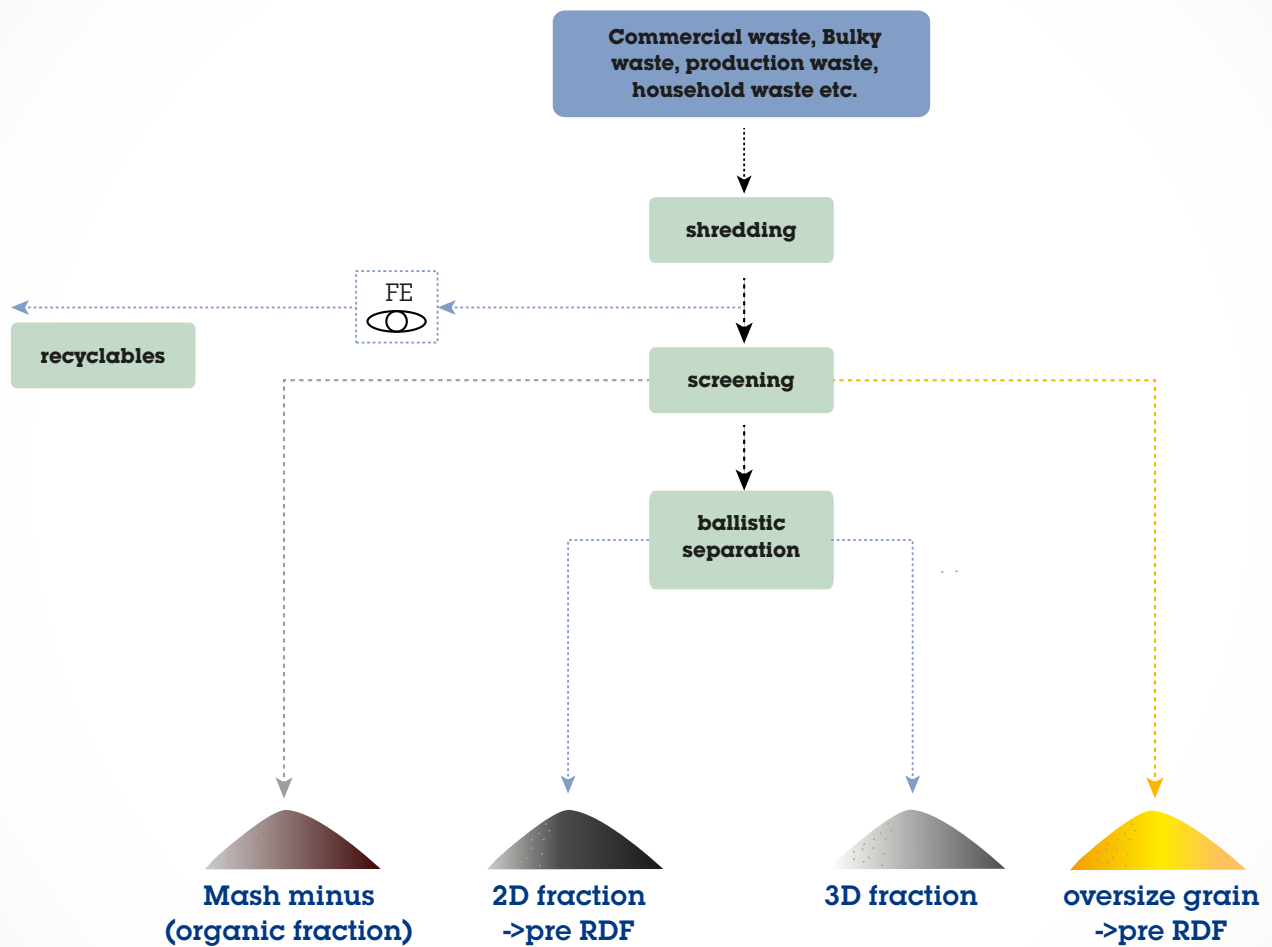 Commercial waste, Bulky
waste, production waste,
household waste etc.
shredding
FE
recyclables
screening
ballistic
separation
Mash minus
(organic fraction)
2D fraction
->pre RDF
3D fraction
oversize grain
->pre RDF